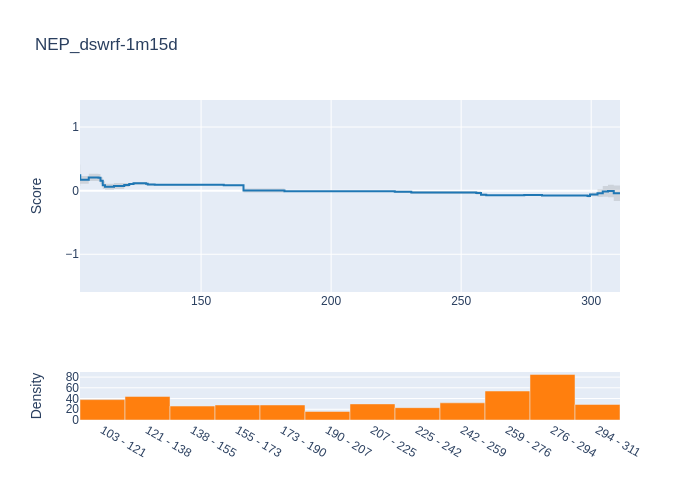 NEP_dswrf-1m15d
1
0
−1
Score
150
200
250
300
80
60
40
20
0
Density
103 - 121
121 - 138
138 - 155
155 - 173
173 - 190
190 - 207
207 - 225
225 - 242
242 - 259
259 - 276
276 - 294
294 - 311